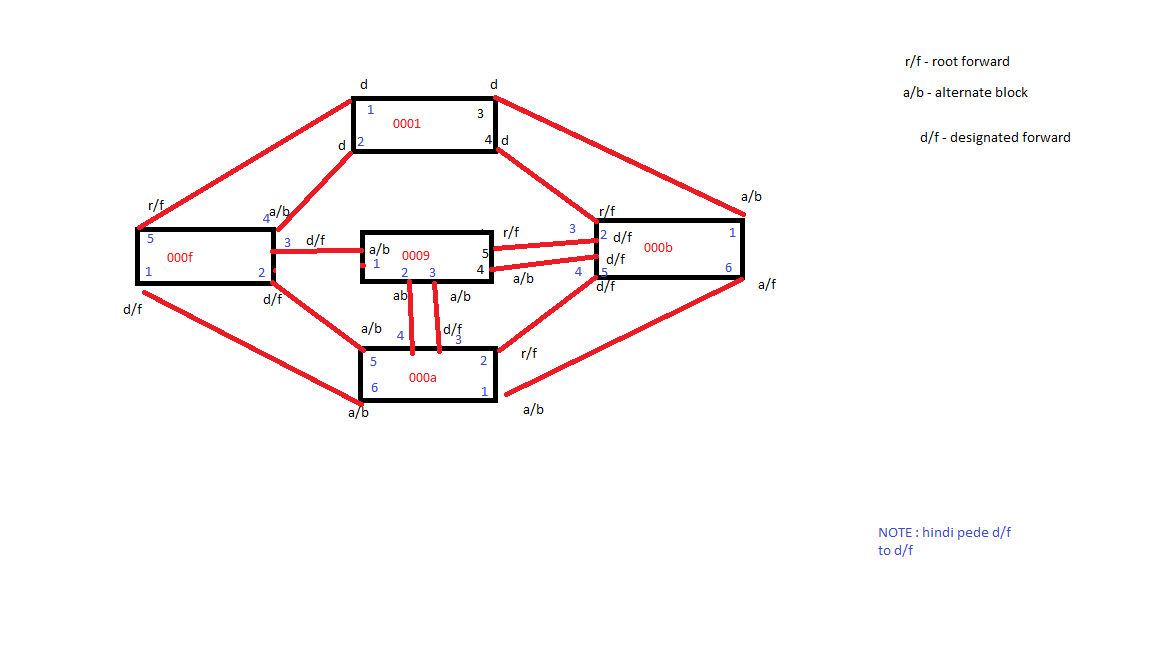 r/f - root forward
a/b - alternate block
d/f - designated forward
d d
1 3
0001
d 2 4 d
r/f 4 a/b r/f a/b
5 3 d/f a/b 0009 5 r/f 3 2 d/f 1
000f 1 4 000b
1 2 2 3 a/b 4 d/f 5 6
d/f d/f ab a/b d/f a/f
a/b 4 d/f 3 r/f
5 2
000a
6 1
a/b a/b
NOTE : hindi pede d/f
to d/f